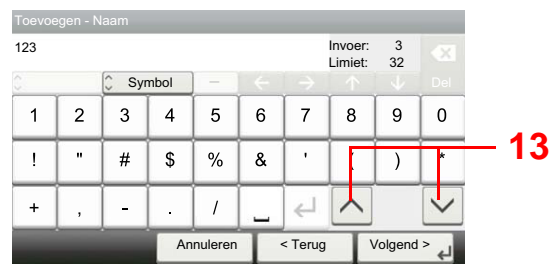 Toevoegen - Naam
123
Invoer: 3
Limiet: 32
Symbol
Del
1 2 3 4 5 6 7 8 9 0
! " # $ % & ' ( ) *
+ , - . /
13
Annuleren < Terug Volgend >